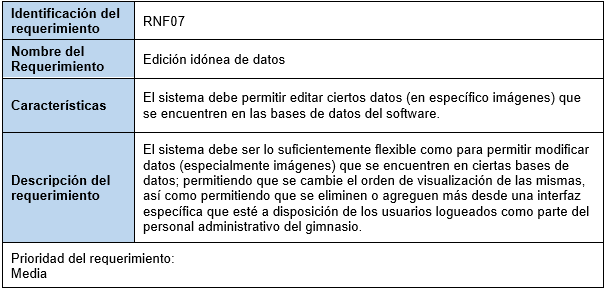 Identificación del
requerimiento
RNF07
Nombre del
Requerimiento
Edición idónea de datos
Características
El sistema debe permitir editar ciertos datos (en específico imágenes) que
se encuentren en las bases de datos del software.
Descripción del
requerimiento
El sistema debe ser lo suficientemente flexible como para permitir modificar
datos (especialmente imágenes) que se encuentren en ciertas bases de
datos; permitiendo que se cambie el orden de visualización de las mismas,
así como permitiendo que se eliminen o agreguen más desde una interfaz
específica que esté a disposición de los usuarios logueados como parte del
personal administrativo del gimnasio.
Prioridad del requerimiento:
Media